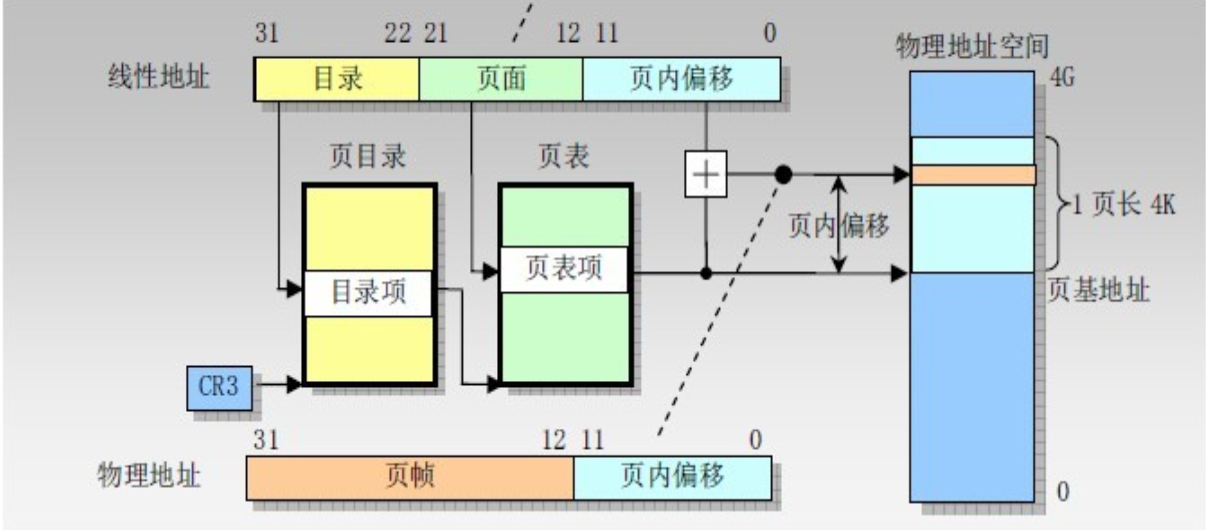 31 22 21 12 11 0
物理地址空间
线性地址 目录 页面 页内偏移
4G
页目录 页表
+
1 页长 4K
页内偏移
页表项
目录项
页基地址
CR3
31 12 11 0
物理地址 页帧 页内偏移
0